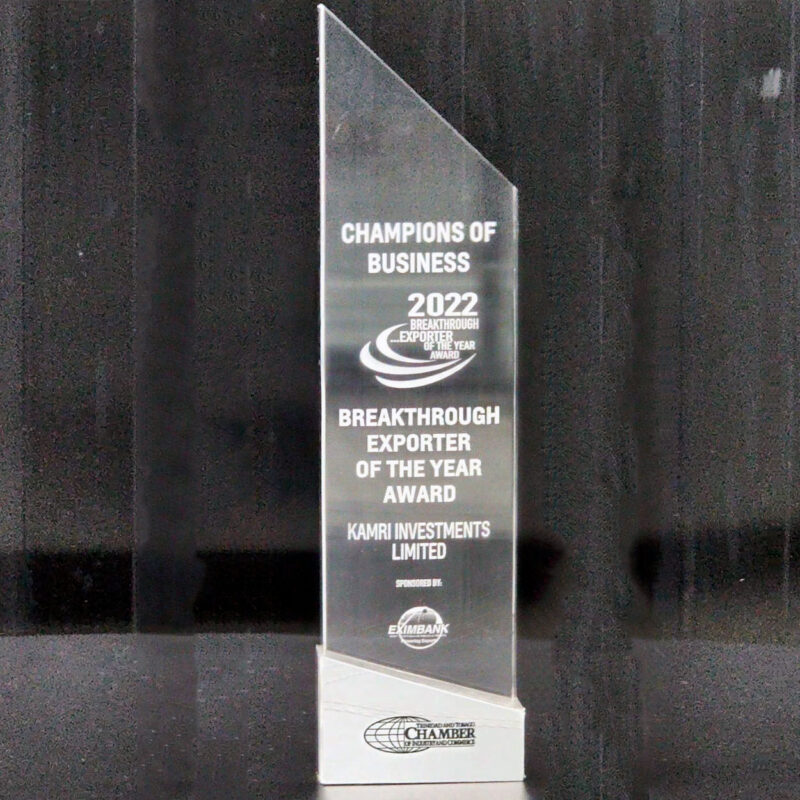 CHAMPIONS OF
BUSINESS
2022
BREAKTHROUGH
...EXPORTER
OF THE YEAR
AWARD
BREAKTHROUGH
EXPORTER
OF THE YEAR
AWARD
KAMRI INVESTMENTS
LIMITED
SPONSORED BY:
EXIMBANK
TRINIDAD AND TOBAGO
CHAMBER
OF INDUSTRY AND COMMERCE